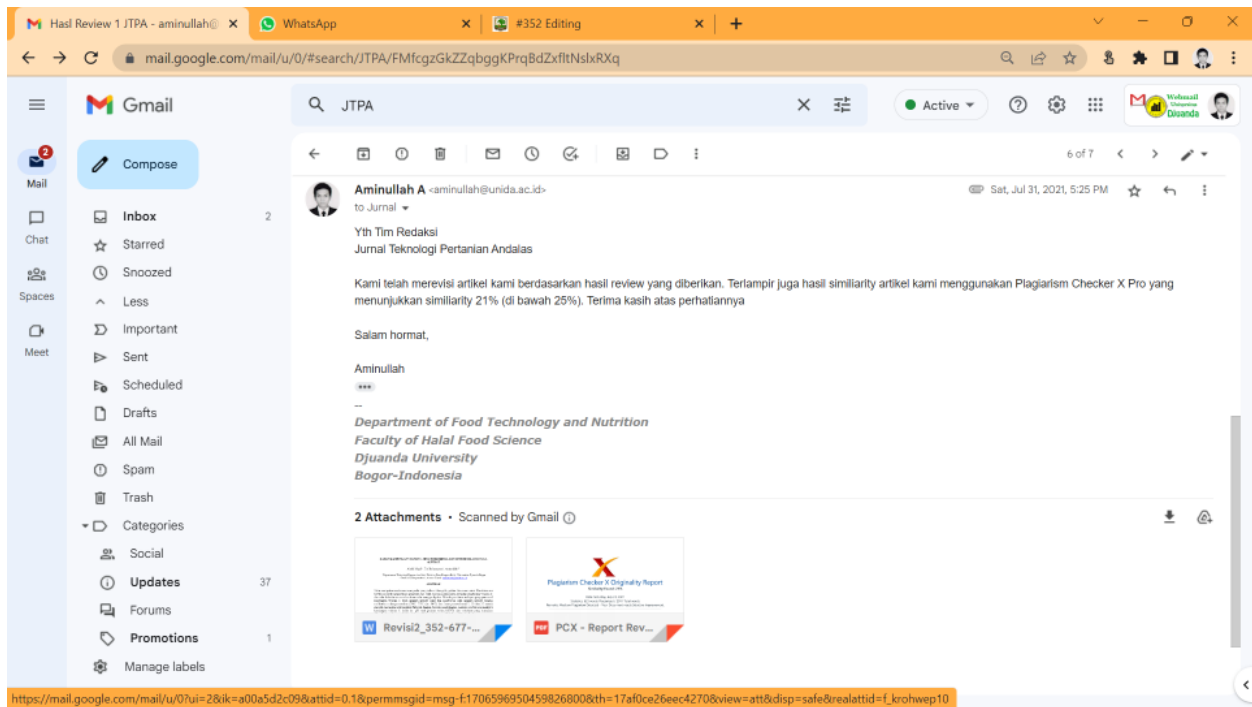 Hasl Review 1 JTPA - aminullah@
WhatsApp
#352 Editing
mail.google.com/mail/u/0/#search/JTPA/FMfcgzGkZZqbggKPrqBdZxfltNslxRXq
Gmail
JTPA
Active
Webmail
Universitas
Djuanda
2
Mail
Chat
Spaces
Meet
Compose
Inbox 2
Starred
Snoozed
Less
Important
Sent
Scheduled
Drafts
All Mail
Spam
Trash
Categories
Social
Updates 37
Forums
Promotions 1
Manage labels
6 of 7
Aminullah A <aminullah@unida.ac.id>
Sat, Jul 31, 2021, 5:25 PM
to Jurnal
Yth Tim Redaksi
Jurnal Teknologi Pertanian Andalas
Kami telah merevisi artikel kami berdasarkan hasil review yang diberikan. Terlampir juga hasil similiarity artikel kami menggunakan Plagiarism Checker X Pro yang
menunjukkan similiarity 21% (di bawah 25%). Terima kasih atas perhatiannya
Salam hormat,
Aminullah
--
Department of Food Technology and Nutrition
Faculty of Halal Food Science
Djuanda University
Bogor-Indonesia
2 Attachments • Scanned by Gmail
Plagiarism Checker X Originality Report
W Revisi2_352-677-...
PDF PCX - Report Rev...
https://mail.google.com/mail/u/0?ui=2&ik=a00a5d2c09&attid=0.1&permmsgid=msg-f:1706596950459826800&th=17af0ce26eec4270&view=att&disp=safe&realattid=f_krohwep10